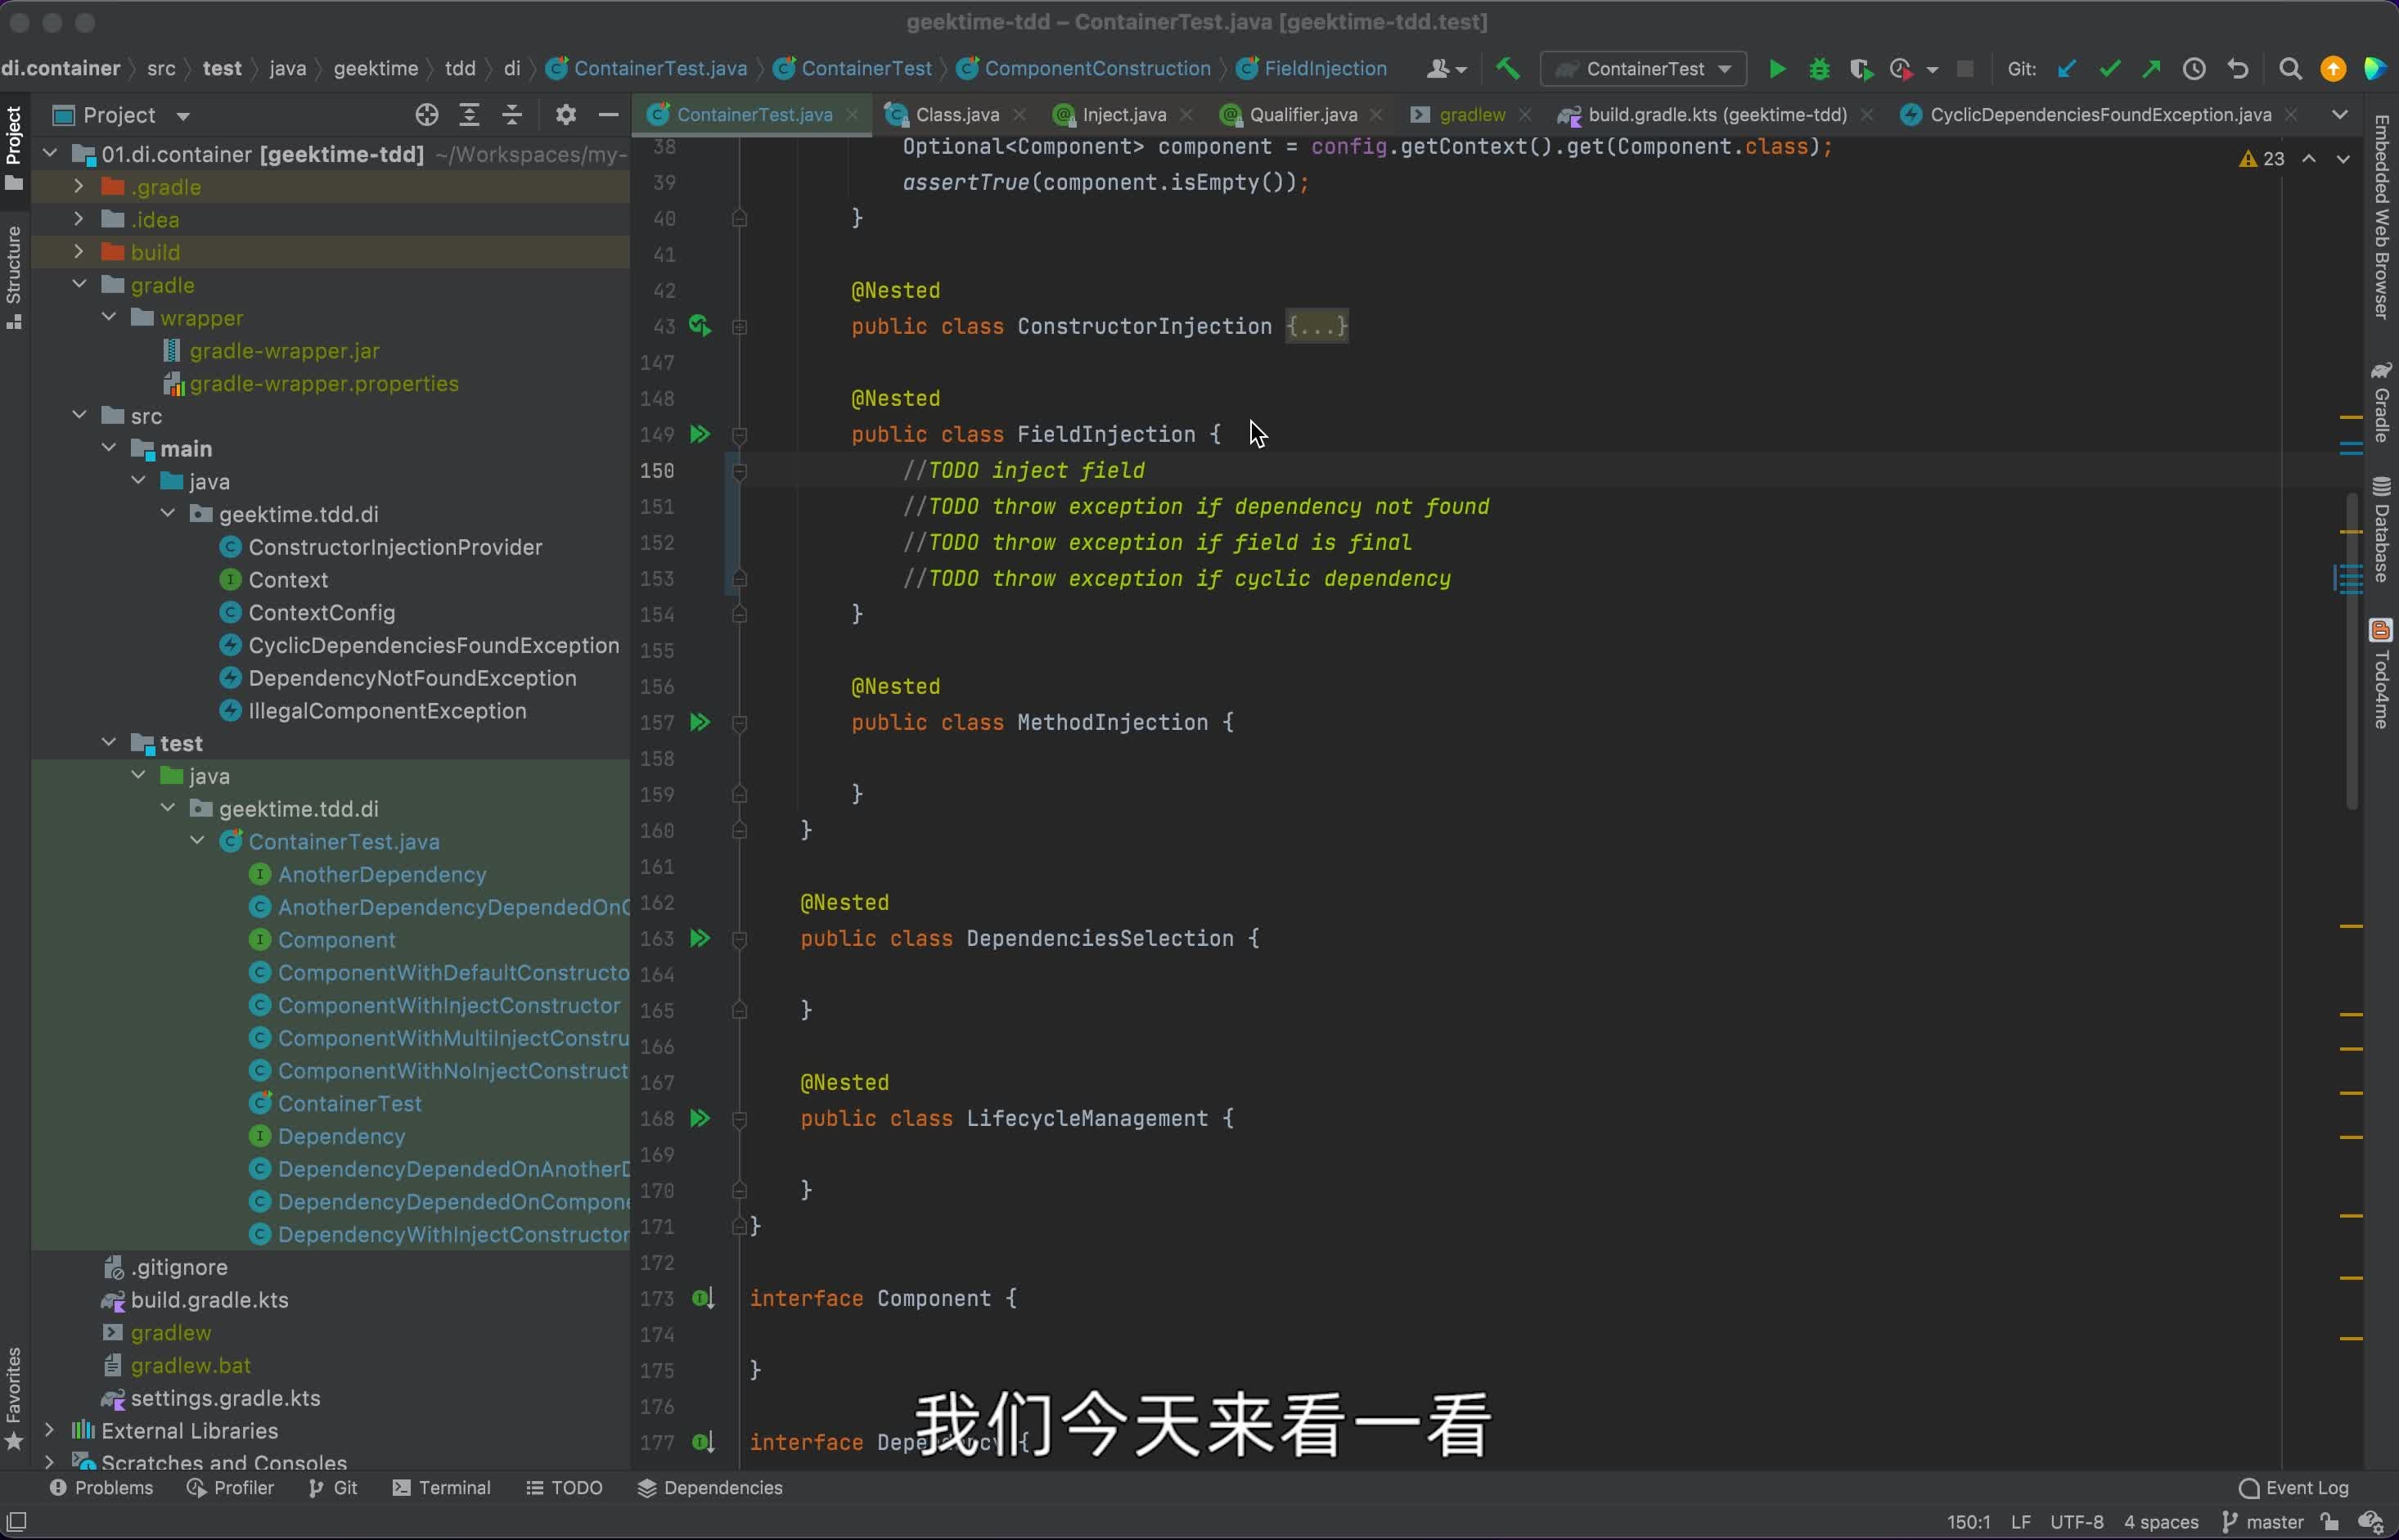 geektime-tdd – ContainerTest.java [geektime-tdd.test]
di.container src test java geektime tdd di ContainerTest.java ContainerTest ComponentConstruction FieldInjection ContainerTest Git:
Project
ContainerTest.java Class.java Inject.java Qualifier.java gradlew build.gradle.kts (geektime-tdd) CyclicDependenciesFoundException.java
Project
Structure
Favorites
01.di.container [geektime-tdd] ~/Workspaces/my-
.gradle
.idea
build
gradle
wrapper
gradle-wrapper.jar
gradle-wrapper.properties
src
main
java
geektime.tdd.di
ConstructorInjectionProvider
Context
ContextConfig
CyclicDependenciesFoundException
DependencyNotFoundException
IllegalComponentException
test
java
geektime.tdd.di
ContainerTest.java
AnotherDependency
AnotherDependencyDependedOnC
Component
ComponentWithDefaultConstructo
ComponentWithInjectConstructor
ComponentWithMultiInjectConstru
ComponentWithNoInjectConstruct
ContainerTest
Dependency
DependencyDependedOnAnotherD
DependencyDependedOnCompone
DependencyWithInjectConstructor
.gitignore
build.gradle.kts
gradlew
gradlew.bat
settings.gradle.kts
External Libraries
Scratches and Consoles
38 Optional<Component> component = config.getContext().get(Component.class);
39 assertTrue(component.isEmpty());
40 }
41
42 @Nested
43 public class ConstructorInjection {...}
147
148 @Nested
149 public class FieldInjection {
150 //TODO inject field
151 //TODO throw exception if dependency not found
152 //TODO throw exception if field is final
153 //TODO throw exception if cyclic dependency
154 }
155
156 @Nested
157 public class MethodInjection {
158
159 }
160 }
161
162 @Nested
163 public class DependenciesSelection {
164
165 }
166
167 @Nested
168 public class LifecycleManagement {
169
170 }
171 }
172
173 interface Component {
174
175 }
176
177 interface Dependency {
23
Embedded Web Browser
Gradle
Database
Todo4me
我们今天来看一看
Problems Profiler Git Terminal TODO Dependencies Event Log
150:1 LF UTF-8 4 spaces master